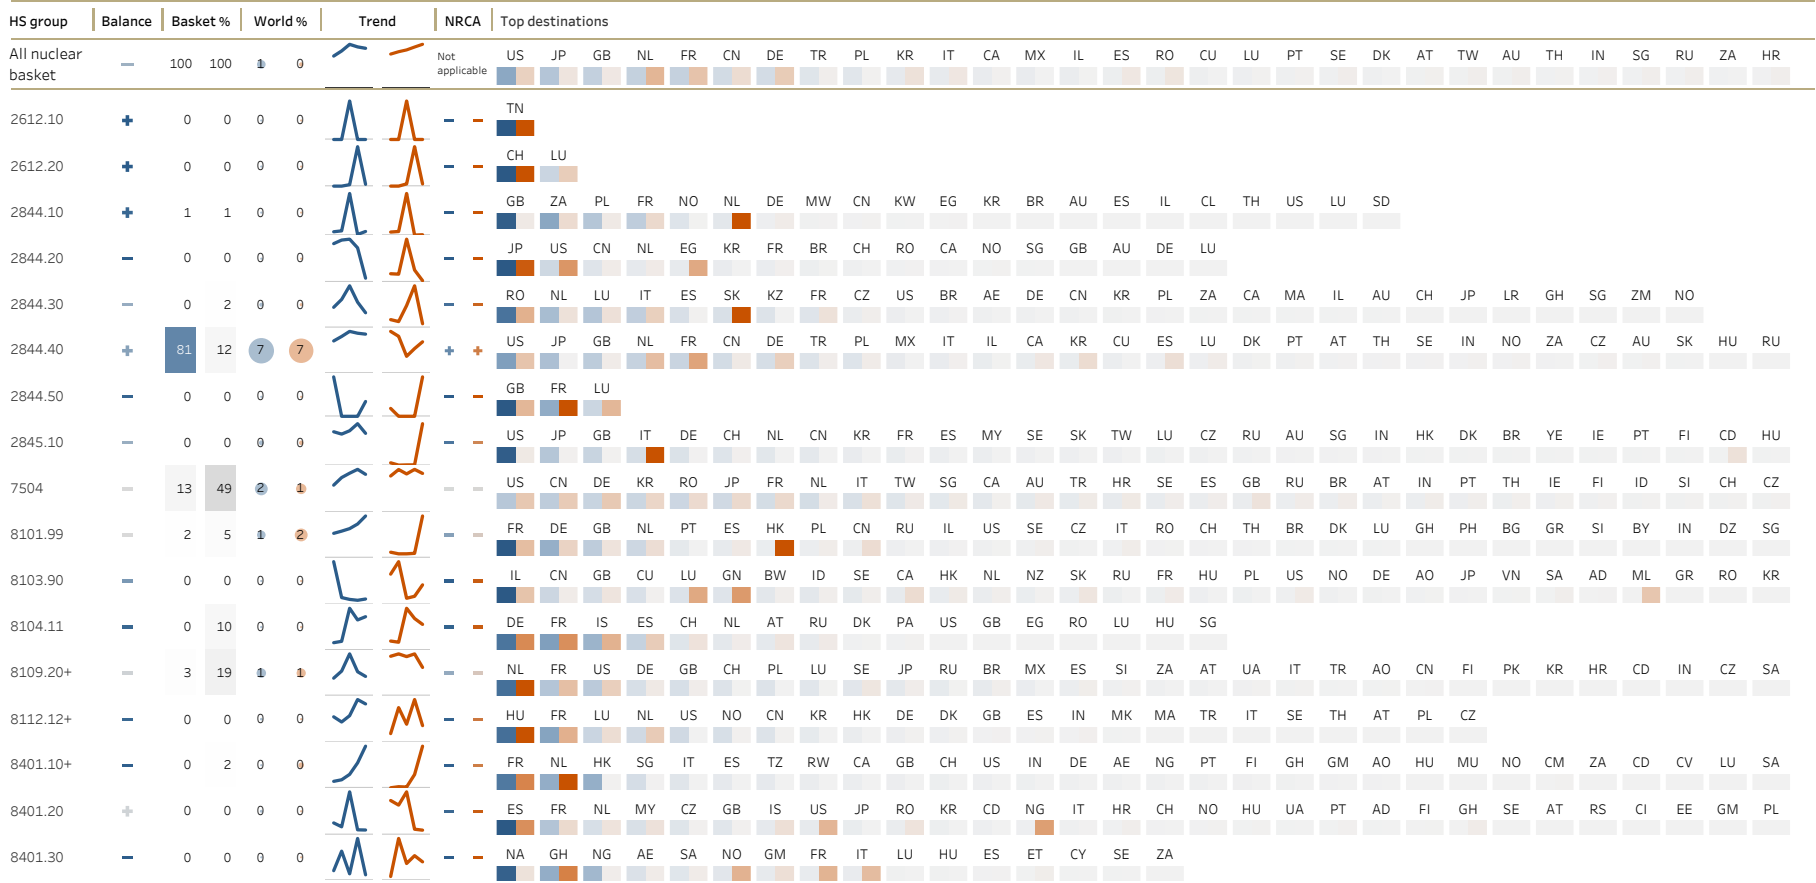 HS group Balance Basket % World % Trend NRCA Top destinations
All nuclear basket 100 100 1 0 Not applicable US JP GB NL FR CN DE TR PL KR IT CA MX IL ES RO CU LU PT SE DK AT TW AU TH IN SG RU ZA HR
2612.10 + 0 0 0 0 - - TN
2612.20 + 0 0 0 0 - - CH LU
2844.10 + 1 1 0 0 - - GB ZA PL FR NO NL DE MW CN KW EG KR BR AU ES IL CL TH US LU SD
2844.20 - 0 0 0 0 - - JP US CN NL EG KR FR BR CH RO CA NO SG GB AU DE LU
2844.30 - 0 2 0 0 - - RO NL LU IT ES SK KZ FR CZ US BR AE DE CN KR PL ZA CA MA IL AU CH JP LR GH SG ZM NO
2844.40 + 81 12 7 7 + + US JP GB NL FR CN DE TR PL MX IT IL CA KR CU ES LU DK PT AT TH SE IN NO ZA CZ AU SK HU RU
2844.50 - 0 0 0 0 - - GB FR LU
2845.10 - 0 0 0 0 - - US JP GB IT DE CH NL CN KR FR ES MY SE SK TW LU CZ RU AU SG IN HK DK BR YE IE PT FI CD HU
7504 - 13 49 2 1 - - US CN DE KR RO JP FR NL IT TW SG CA AU TR HR SE ES GB RU BR AT IN PT TH IE FI ID SI CH CZ
8101.99 - 2 5 1 2 - - FR DE GB NL PT ES HK PL CN RU IL US SE CZ IT RO CH TH BR DK LU GH PH BG GR SI BY IN DZ SG
8103.90 - 0 0 0 0 - - IL CN GB CU LU GN BW ID SE CA HK NL NZ SK RU FR HU PL US NO DE AO JP VN SA AD ML GR RO KR
8104.11 - 0 10 0 0 - - DE FR IS ES CH NL AT RU DK PA US GB EG RO LU HU SG
8109.20+ - 3 19 1 1 - - NL FR US DE GB CH PL LU SE JP RU BR MX ES SI ZA AT UA IT TR AO CN FI PK KR HR CD IN CZ SA
8112.12+ - 0 0 0 0 - - HU FR LU NL US NO CN KR HK DE DK GB ES IN MK MA TR IT SE TH AT PL CZ
8401.10+ - 0 2 0 0 - - FR NL HK SG IT ES TZ RW CA GB CH US IN DE AE NG PT FI GH GM AO HU MU NO CM ZA CD CV LU SA
8401.20 + 0 0 0 0 - - ES FR NL MY CZ GB IS US JP RO KR CD NG IT HR CH NO HU UA PT AD FI GH SE AT RS CI EE GM PL
8401.30 - 0 0 0 0 - - NA GH NG AE SA NO GM FR IT LU HU ES ET CY SE ZA